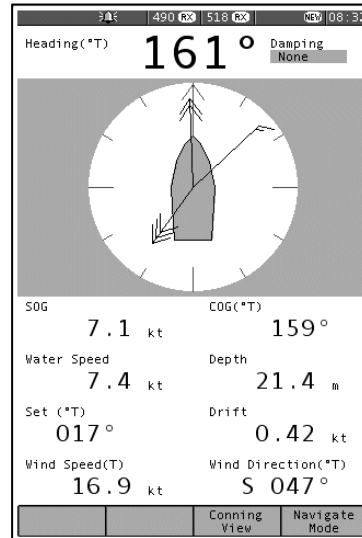 490 RX 518 RX NEW 08:32
Heading(°T) 161° Damping
None
SOG COG(°T)
7.1 kt 159°
Water Speed Depth
7.4 kt 21.4 m
Set (°T) Drift
017° 0.42 kt
Wind Speed(T) Wind Direction(°T)
16.9 kt S 047°
Conning Navigate
View Mode